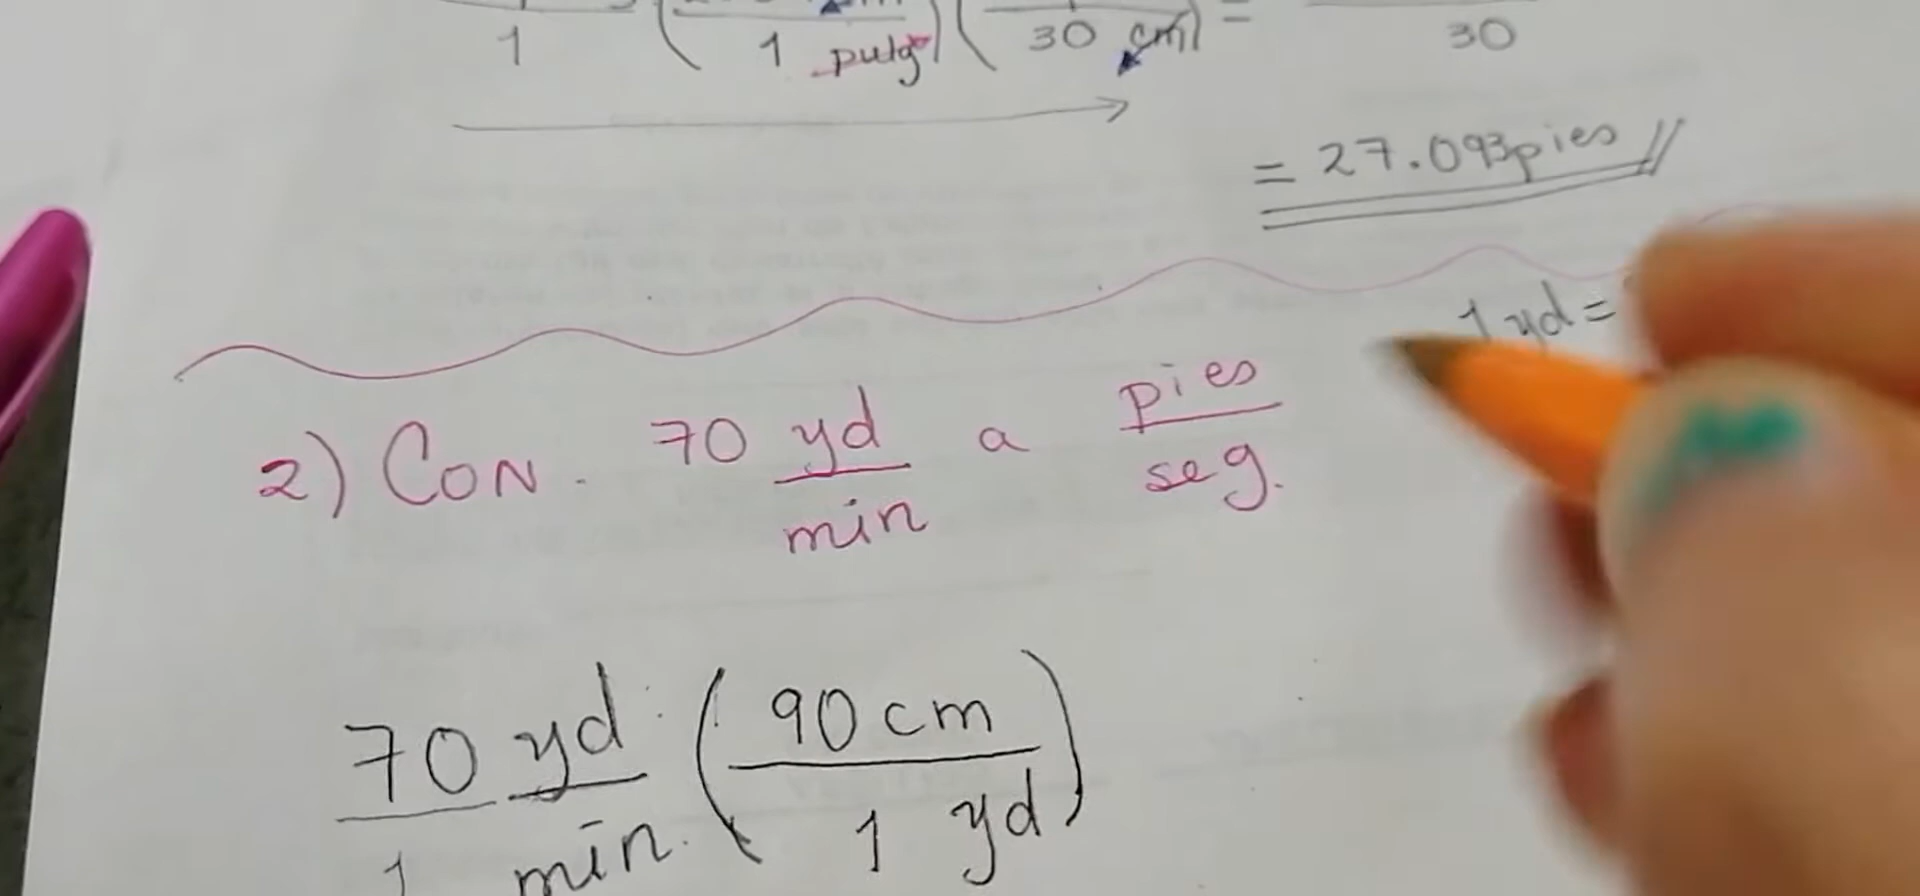 1 ( 1 pulg ) ( 30 cm ) = 30
= 27.093pies //
1 yd =
2) CON. 70 yd/min a pies/seg.
70 yd ( 90 cm )
1 min. ( 1 yd )